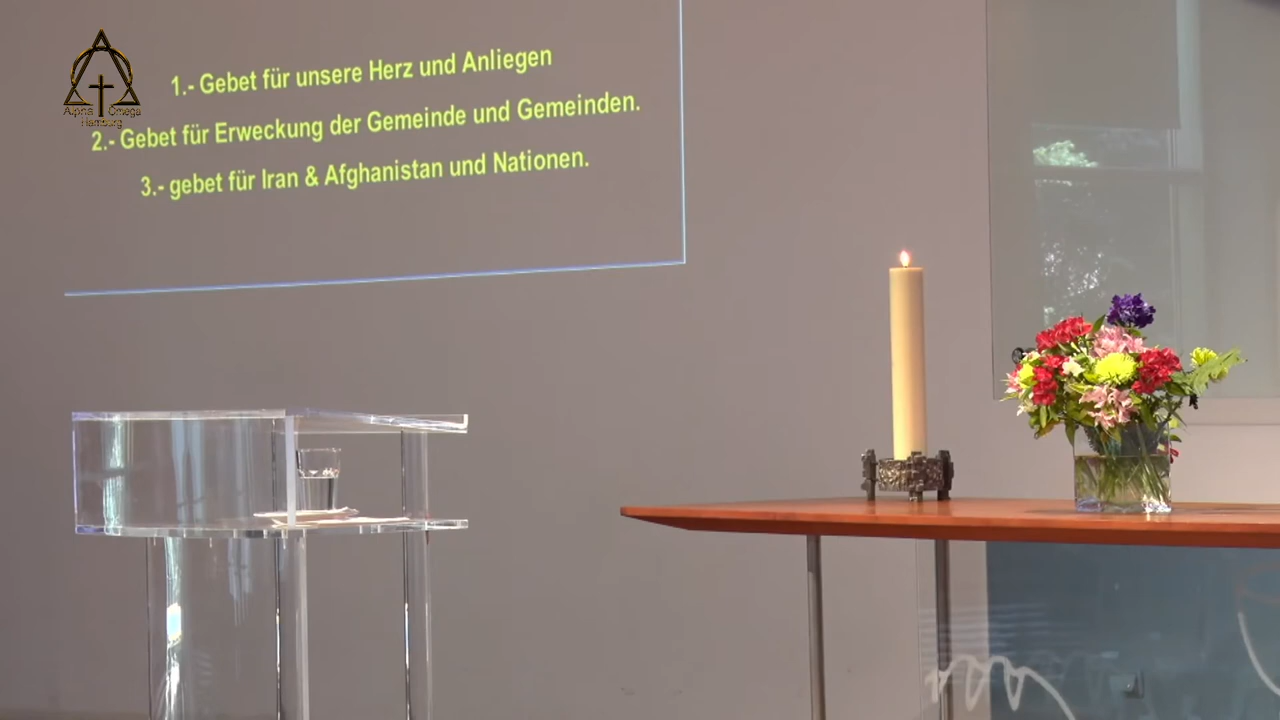 1.- Gebet für unsere Herz und Anliegen
2.- Gebet für Erweckung der Gemeinde und Gemeinden.
3.- gebet für Iran & Afghanistan und Nationen.
Alpha Omega
Hamburg